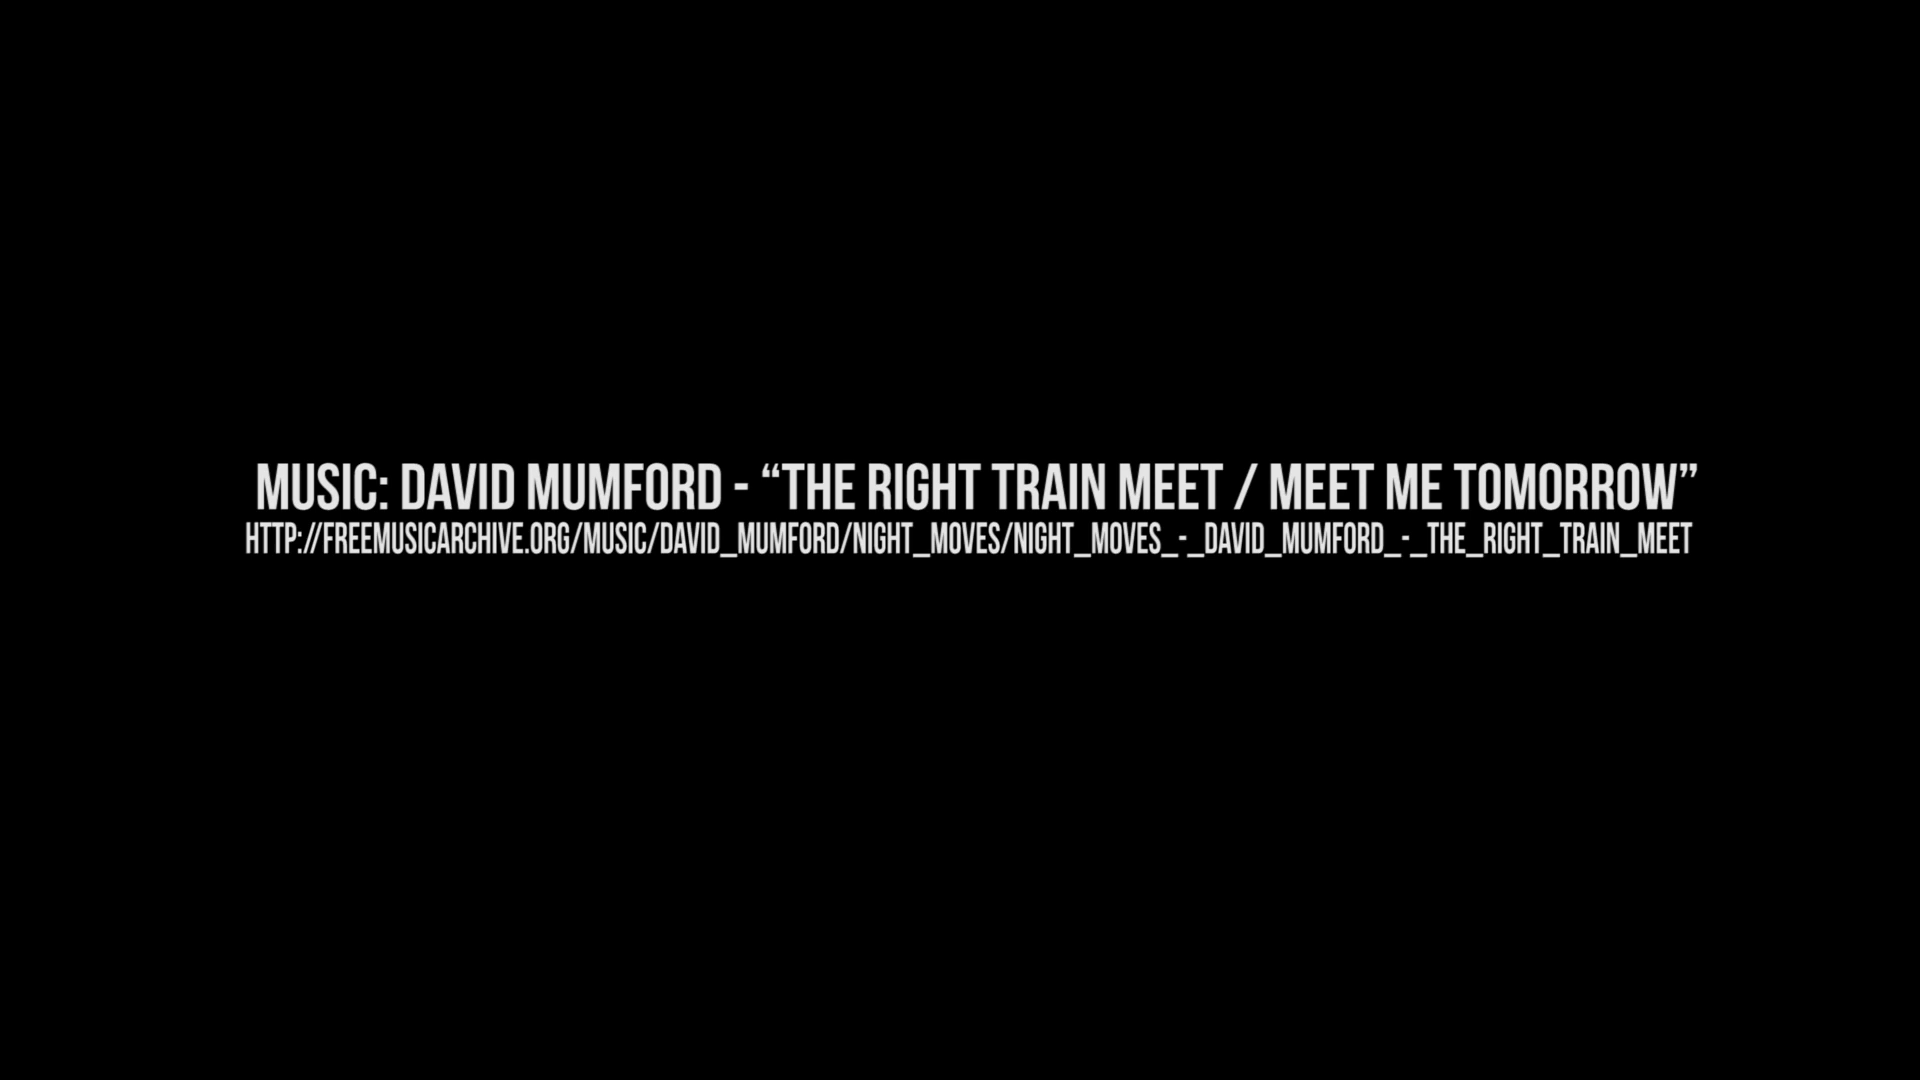 MUSIC: DAVID MUMFORD - “THE RIGHT TRAIN MEET / MEET ME TOMORROW”
HTTP://FREEMUSICARCHIVE.ORG/MUSIC/DAVID_MUMFORD/NIGHT_MOVES/NIGHT_MOVES_-_DAVID_MUMFORD_-_THE_RIGHT_TRAIN_MEET